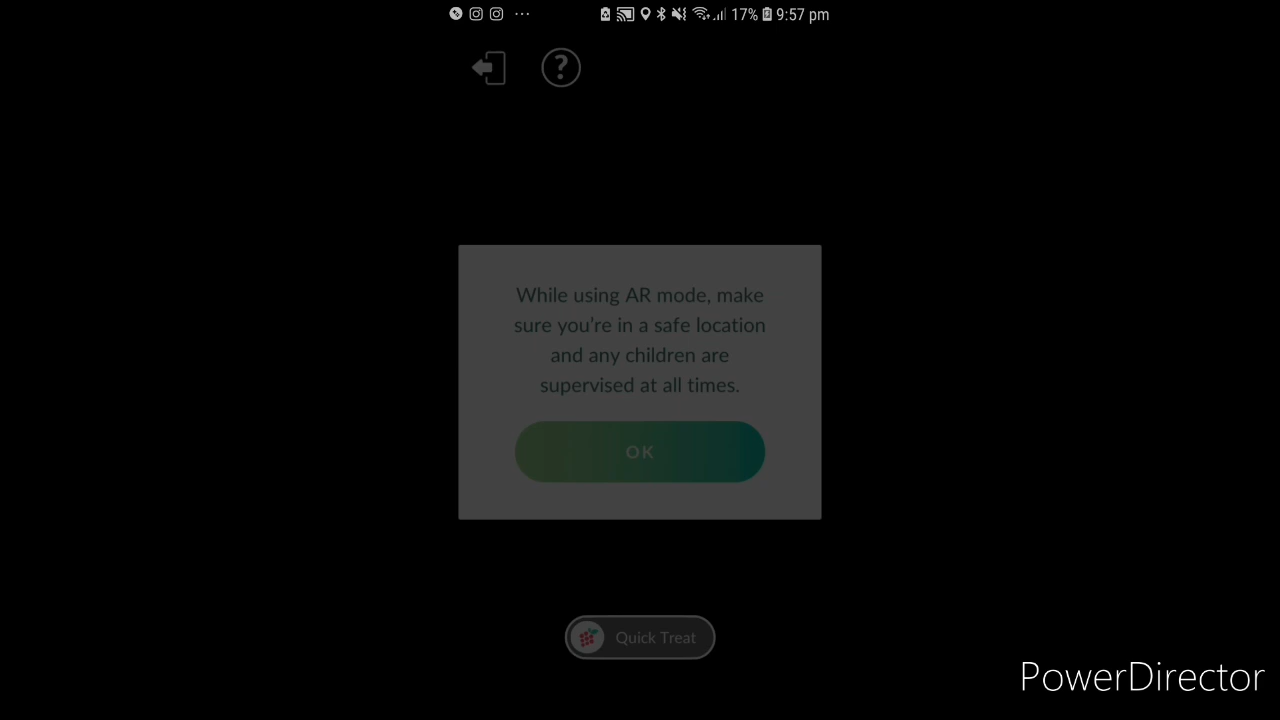 17% 9:57 pm
?
While using AR mode, make
sure you're in a safe location
and any children are
supervised at all times.
OK
Quick Treat
PowerDirector